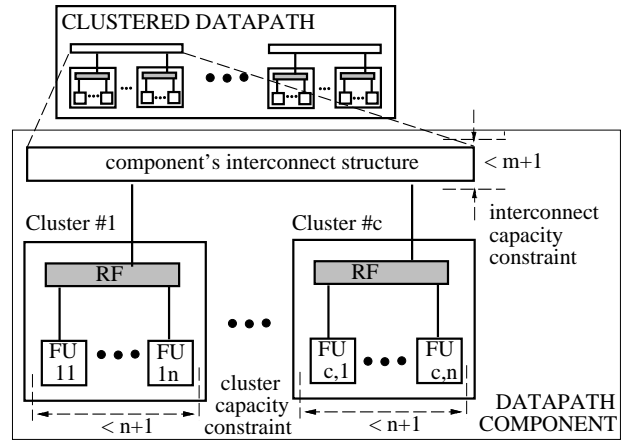 CLUSTERED DATAPATH
component's interconnect structure
< m+1
interconnect
capacity
constraint
Cluster #1
Cluster #c
RF
RF
FU
11
FU
1n
FU
c,1
FU
c,n
cluster
capacity
constraint
< n+1
< n+1
DATAPATH
COMPONENT